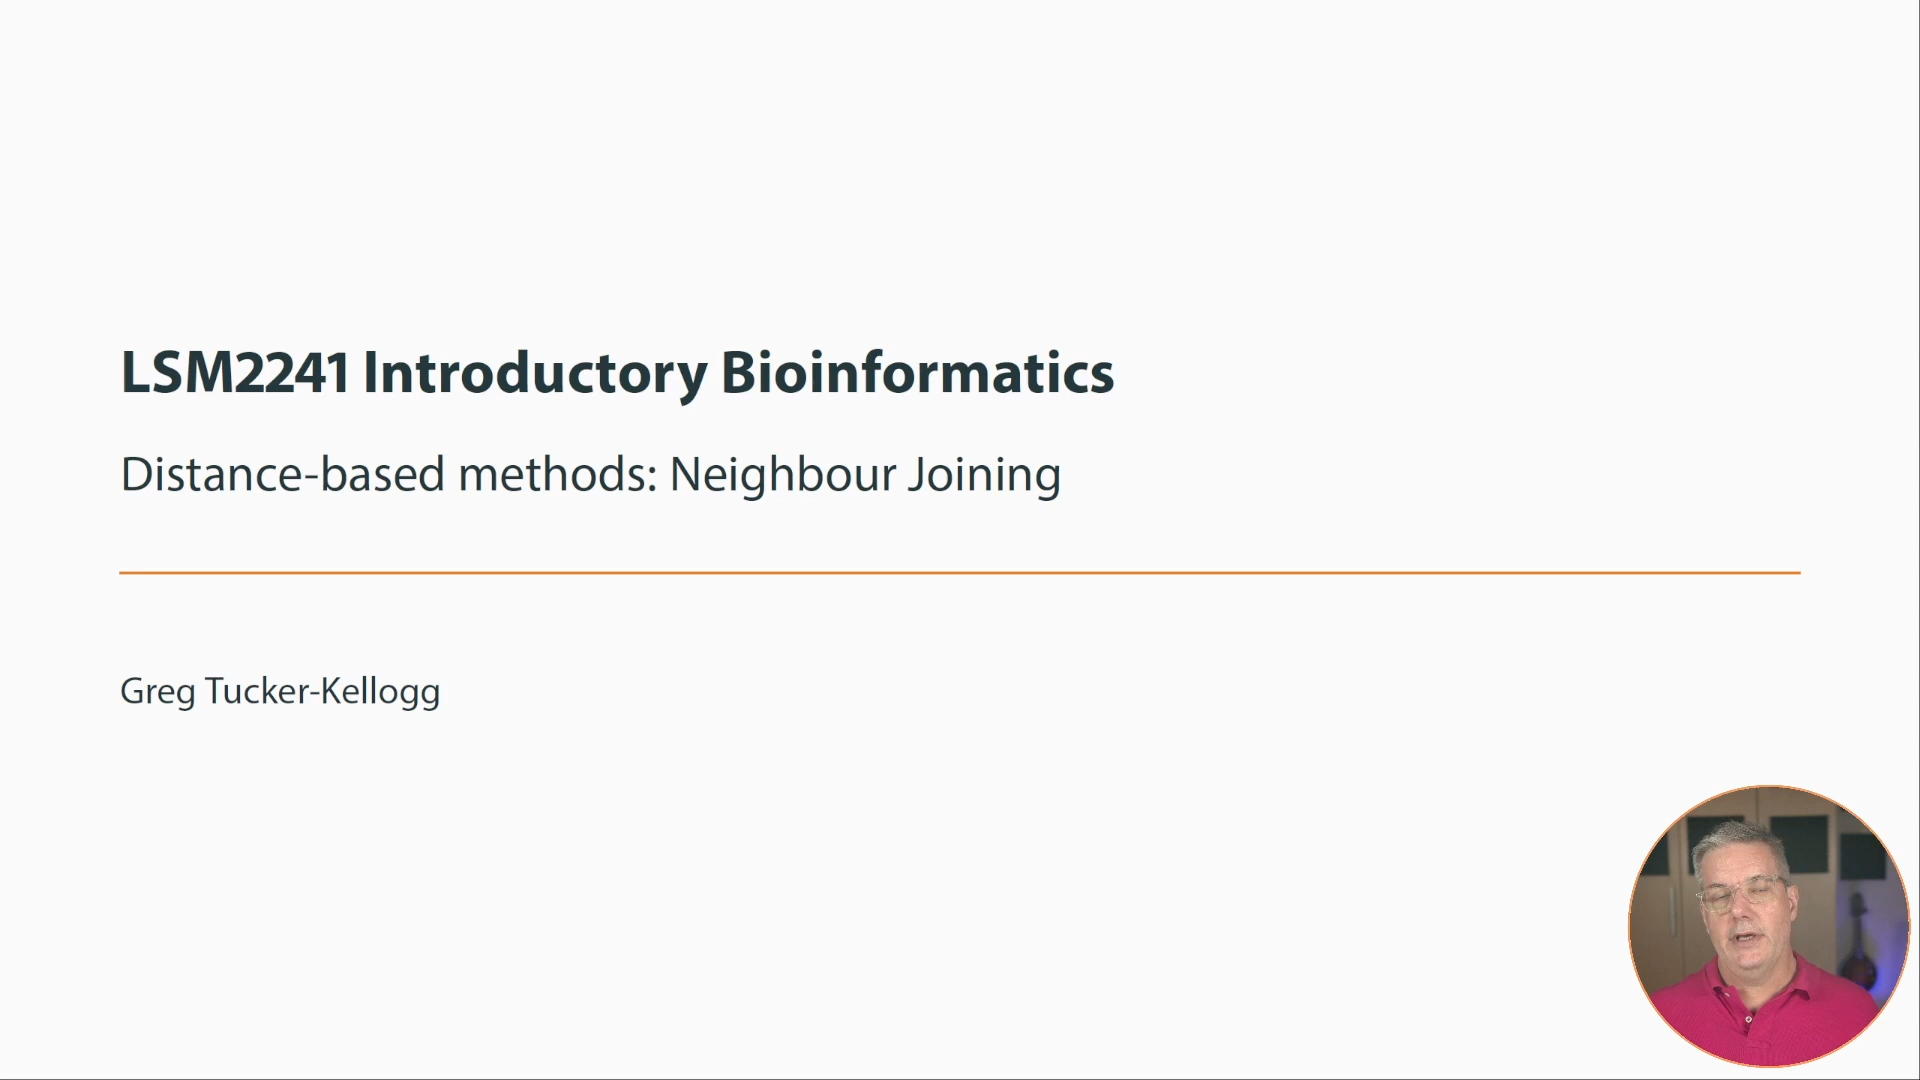 LSM2241 Introductory Bioinformatics
Distance-based methods: Neighbour Joining
Greg Tucker-Kellogg